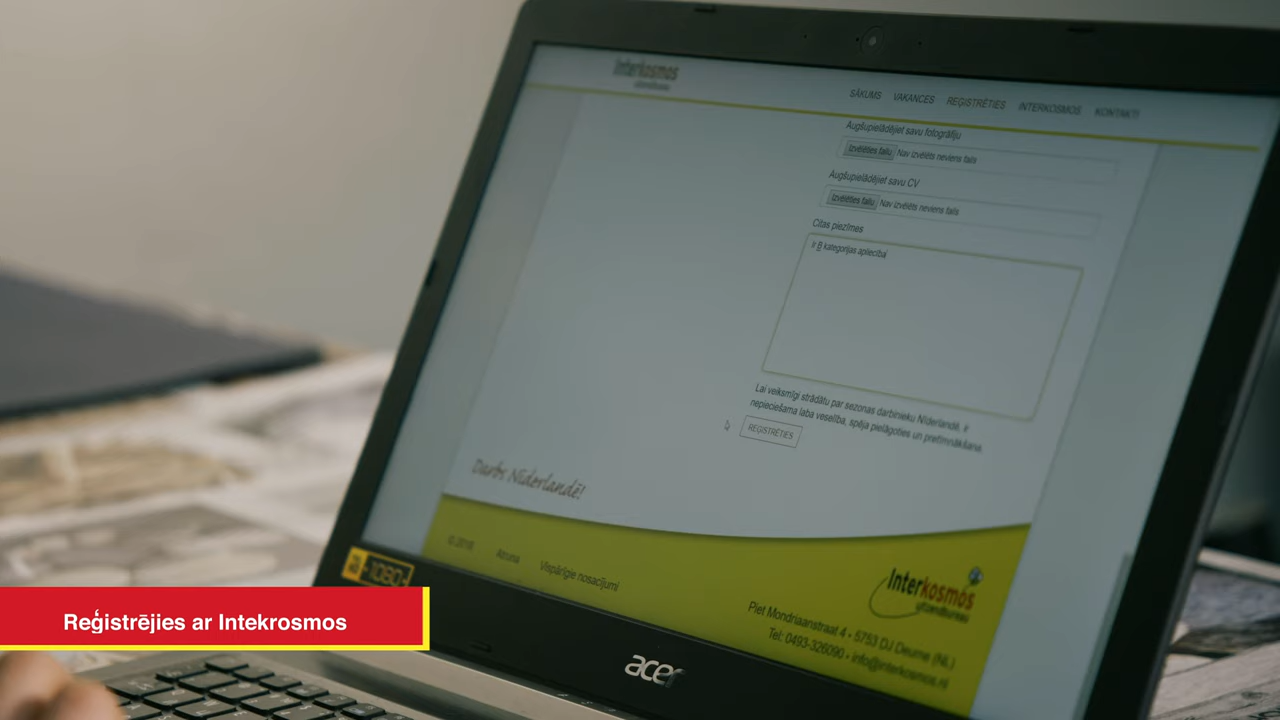 Interkosmos
SĀKUMS VAKANCES REĢISTRĒTIES INTERKOSMOS KONTAKTI
Augšupielādējiet savu fotogrāfiju
Izvēlēties failu Nav izvēlēts neviens fails
Augšupielādējiet savu CV
Izvēlēties failu Nav izvēlēts neviens fails
Citas piezīmes
ir B kategorijas apliecība
Lai veiksmīgi strādātu par sezonas darbinieku Nīderlandē, ir
nepieciešama laba veselība, spēja pielāgoties un pretimnākšana.
REĢISTRĒTIES
Darbs Nīderlandē!
© 2018 Atruna Vispārīgie nosacījumi
Interkosmos
uitzendbureau
Piet Mondriaanstraat 4 • 5753 DJ Deurne (NL)
Tel: 0493-326090 • info@interkosmos.nl
1080
Reģistrējies ar Intekrosmos
acer